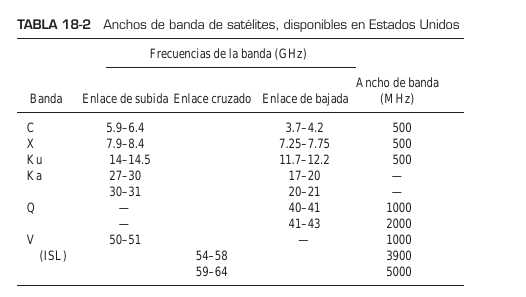 TABLA 18-2 Anchos de banda de satélites, disponibles en Estados Unidos
Frecuencias de la banda (GHz)
Ancho de banda
Banda Enlace de subida Enlace cruzado Enlace de bajada (MHz)
C 5.9–6.4 3.7–4.2 500
X 7.9–8.4 7.25–7.75 500
Ku 14–14.5 11.7–12.2 500
Ka 27–30 17–20 —
30–31 20–21 —
Q — 40–41 1000
— 41–43 2000
V 50–51 — 1000
(ISL) 54–58 3900
59–64 5000